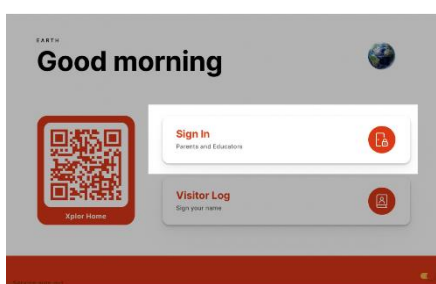 EARTH
Good morning
Sign In
Parents and Educators
Visitor Log
Sign your name
Xplor Home